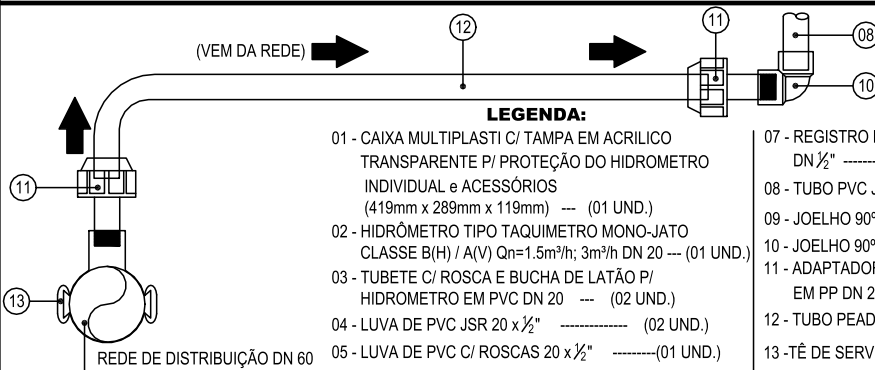 (VEM DA REDE)
12
11
08
10
11
13
REDE DE DISTRIBUIÇÃO DN 60
LEGENDA:
01 - CAIXA MULTIPLASTI C/ TAMPA EM ACRILICO
TRANSPARENTE P/ PROTEÇÃO DO HIDROMETRO
INDIVIDUAL e ACESSÓRIOS
(419mm x 289mm x 119mm) --- (01 UND.)
02 - HIDRÔMETRO TIPO TAQUIMETRO MONO-JATO
CLASSE B(H) / A(V) Qn=1.5m³/h; 3m³/h DN 20 --- (01 UND.)
03 - TUBETE C/ ROSCA E BUCHA DE LATÃO P/
HIDROMETRO EM PVC DN 20 --- (02 UND.)
04 - LUVA DE PVC JSR 20 x ½" -------------- (02 UND.)
05 - LUVA DE PVC C/ ROSCAS 20 x ½" ---------(01 UND.)
07 - REGISTRO
DN ½" -------
08 - TUBO PVC
09 - JOELHO 90º
10 - JOELHO 90º
11 - ADAPTADOR
EM PP DN
12 - TUBO PEAD
13 -TÊ DE SERV